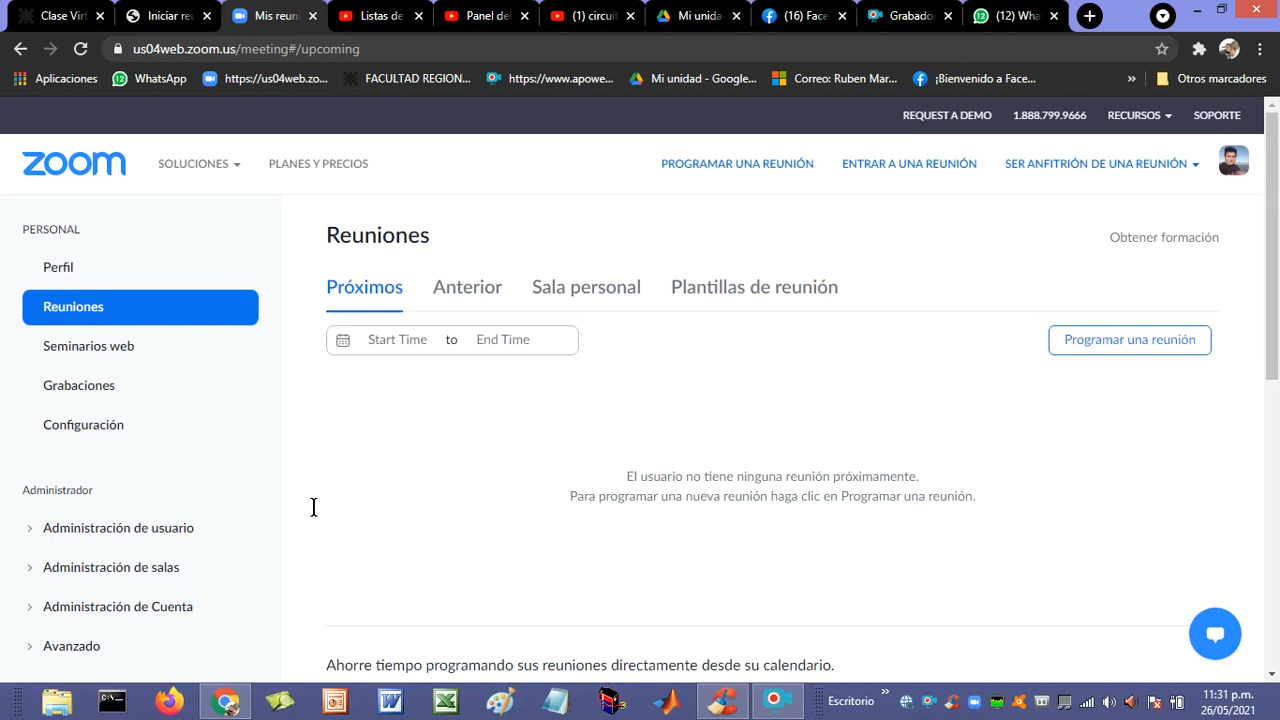 Clase Virt
Iniciar reu
Mis reuni
Listas de
Panel del
(1) circuit
Mi unidad
(16) Face
Grabador
(12) Wha
us04web.zoom.us/meeting#/upcoming
Aplicaciones
WhatsApp
https://us04web.zo...
FACULTAD REGION...
https://www.apowe...
Mi unidad - Google...
Correo: Ruben Mar...
¡Bienvenido a Face...
»
Otros marcadores
REQUEST A DEMO
1.888.799.9666
RECURSOS
SOPORTE
zoom
SOLUCIONES
PLANES Y PRECIOS
PROGRAMAR UNA REUNIÓN
ENTRAR A UNA REUNIÓN
SER ANFITRIÓN DE UNA REUNIÓN
PERSONAL
Perfil
Reuniones
Seminarios web
Grabaciones
Configuración
Administrador
Administración de usuario
Administración de salas
Administración de Cuenta
Avanzado
Reuniones
Obtener formación
Próximos
Anterior
Sala personal
Plantillas de reunión
Start Time to End Time
Programar una reunión
El usuario no tiene ninguna reunión próximamente.
Para programar una nueva reunión haga clic en Programar una reunión.
Ahorre tiempo programando sus reuniones directamente desde su calendario.
Escritorio
»
11:31 p.m.
26/05/2021